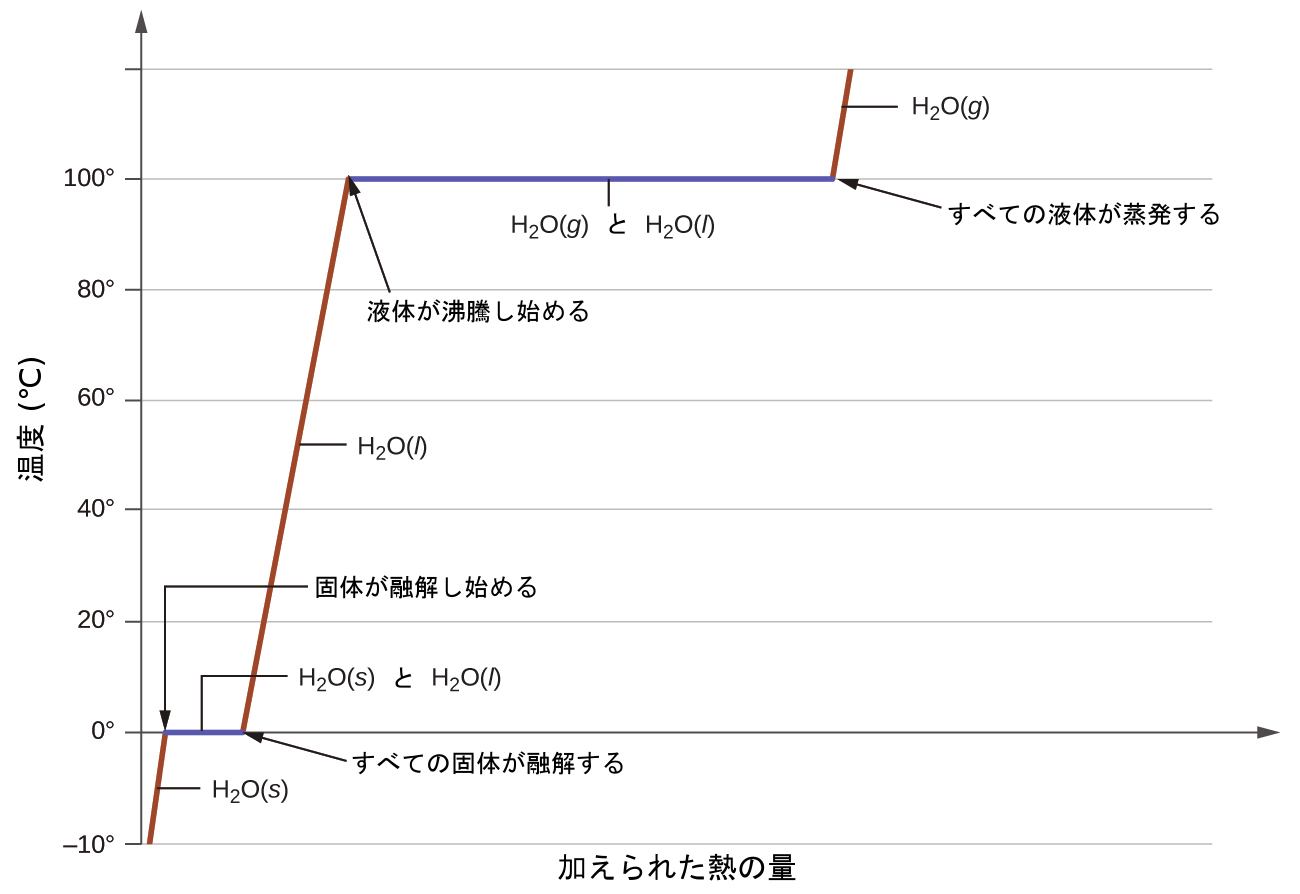 H₂O(g)
100°
すべての液体が蒸発する
H₂O(g) と H₂O(l)
80°
液体が沸騰し始める
温度 (°C)
60°
H₂O(l)
40°
固体が融解し始める
20°
H₂O(s) と H₂O(l)
0°
すべての固体が融解する
H₂O(s)
–10°
加えられた熱の量